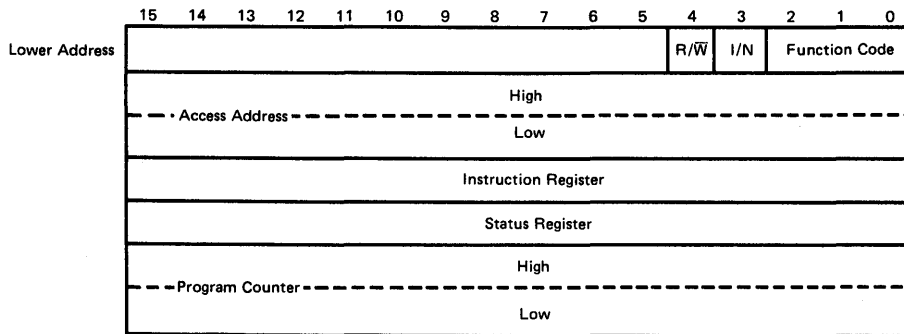 15 14 13 12 11 10 9 8 7 6 5 4 3 2 1 0
Lower Address R/W̅ I/N Function Code
High
Access Address
Low
Instruction Register
Status Register
High
Program Counter
Low